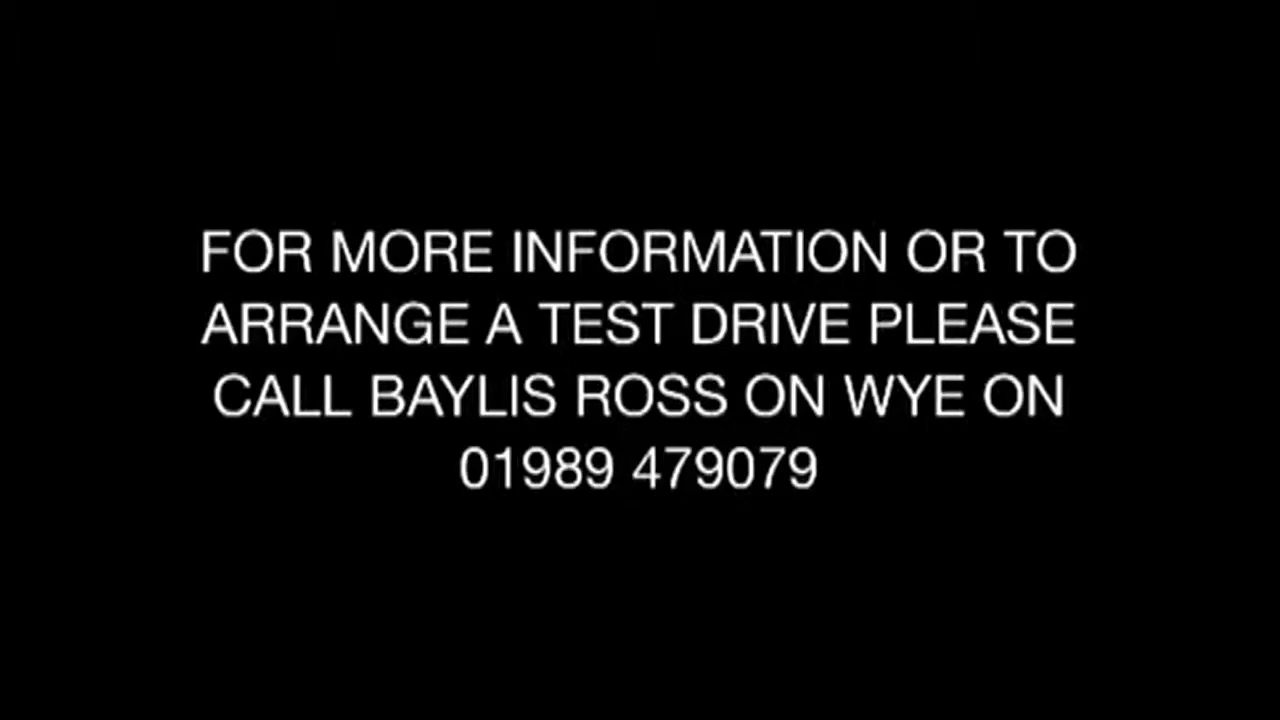 FOR MORE INFORMATION OR TO
ARRANGE A TEST DRIVE PLEASE
CALL BAYLIS ROSS ON WYE ON
01989 479079